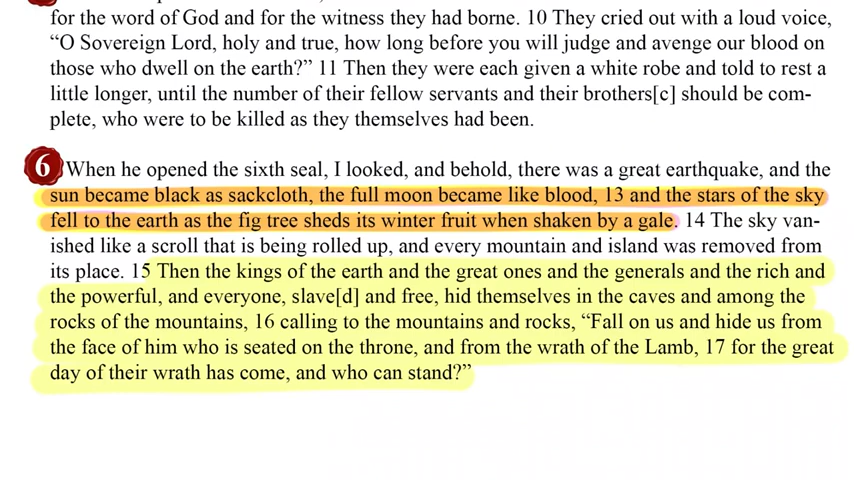 for the word of God and for the witness they had borne. 10 They cried out with a loud voice,
“O Sovereign Lord, holy and true, how long before you will judge and avenge our blood on
those who dwell on the earth?” 11 Then they were each given a white robe and told to rest a
little longer, until the number of their fellow servants and their brothers[c] should be com-
plete, who were to be killed as they themselves had been.
6 When he opened the sixth seal, I looked, and behold, there was a great earthquake, and the
sun became black as sackcloth, the full moon became like blood, 13 and the stars of the sky
fell to the earth as the fig tree sheds its winter fruit when shaken by a gale. 14 The sky van-
ished like a scroll that is being rolled up, and every mountain and island was removed from
its place. 15 Then the kings of the earth and the great ones and the generals and the rich and
the powerful, and everyone, slave[d] and free, hid themselves in the caves and among the
rocks of the mountains, 16 calling to the mountains and rocks, “Fall on us and hide us from
the face of him who is seated on the throne, and from the wrath of the Lamb, 17 for the great
day of their wrath has come, and who can stand?”